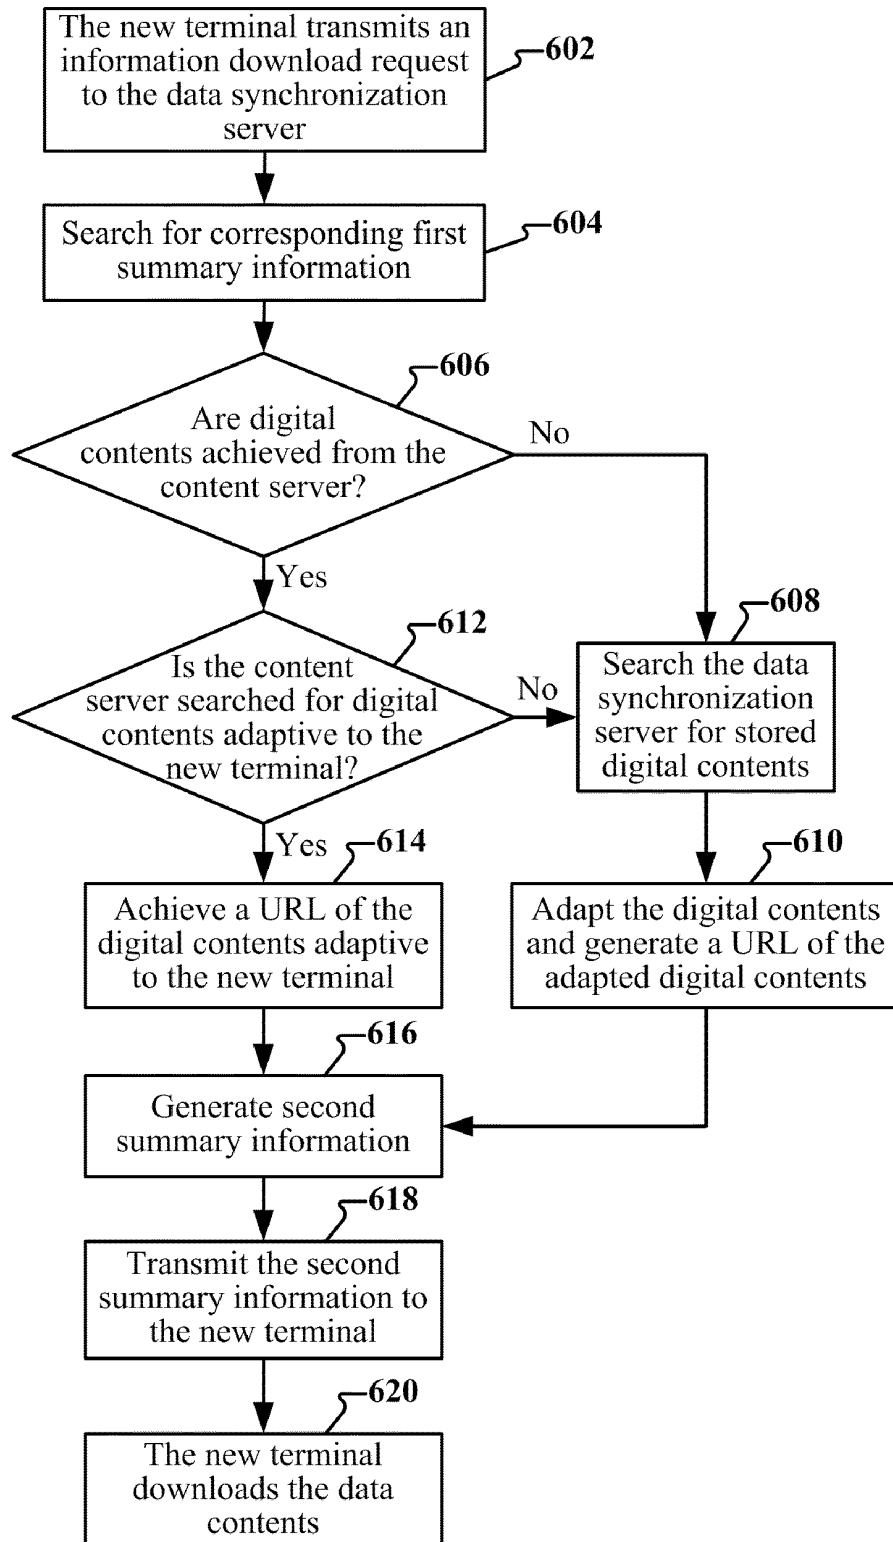 The new terminal transmits an
information download request
to the data synchronization
server
602
Search for corresponding first
summary information
604
606
Are digital
contents achieved from the
content server?
No
Yes
612
Is the content
server searched for digital
contents adaptive to the
new terminal?
No
608
Search the data
synchronization
server for stored
digital contents
Yes
614
Achieve a URL of the
digital contents adaptive
to the new terminal
610
Adapt the digital contents
and generate a URL of the
adapted digital contents
616
Generate second
summary information
618
Transmit the second
summary information to
the new terminal
620
The new terminal
downloads the data
contents